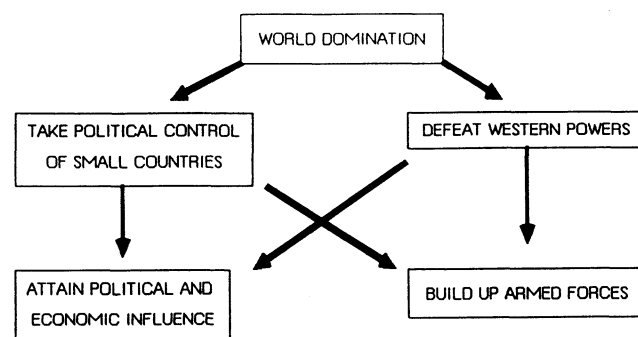 WORLD DOMINATION
TAKE POLITICAL CONTROL
OF SMALL COUNTRIES
DEFEAT WESTERN POWERS
ATTAIN POLITICAL AND
ECONOMIC INFLUENCE
BUILD UP ARMED FORCES